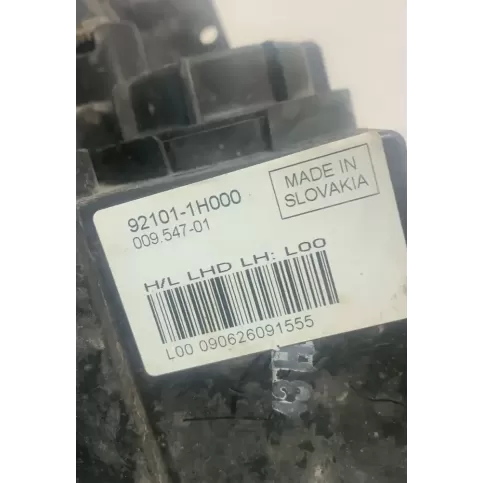 MADE IN
SLOVAKIA
92101-1H000
009.547-01
H/L LHD LH: L00
L00 090626091555